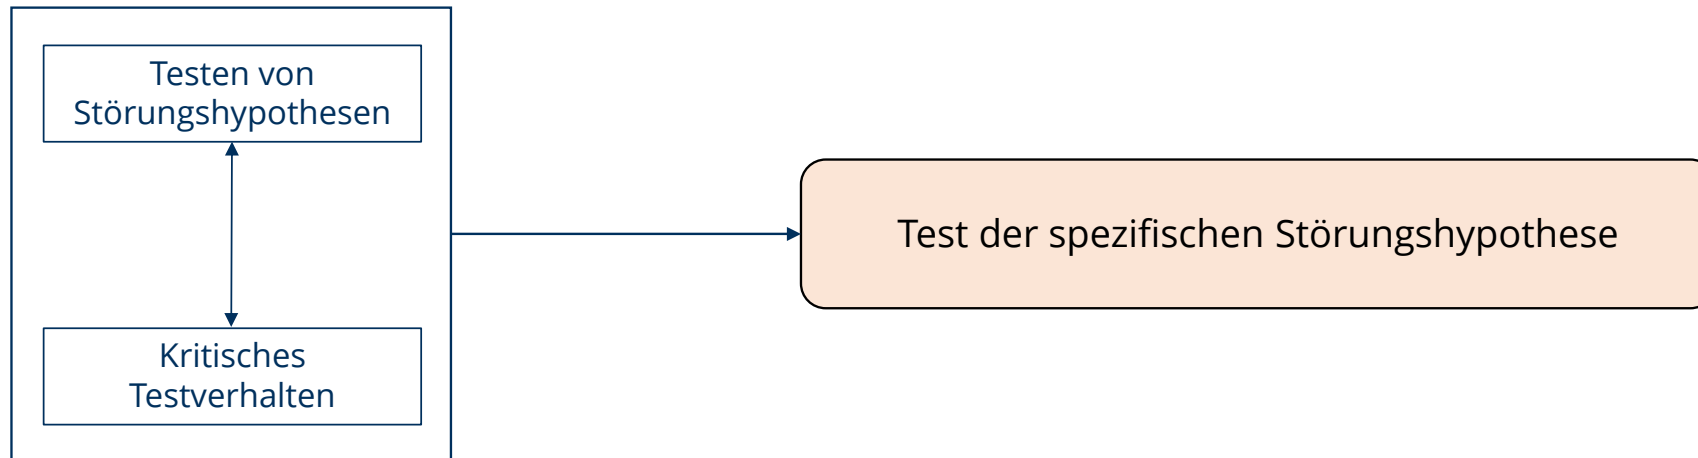 Testen von
Störungshypothesen
Test der spezifischen Störungshypothese
Kritisches
Testverhalten